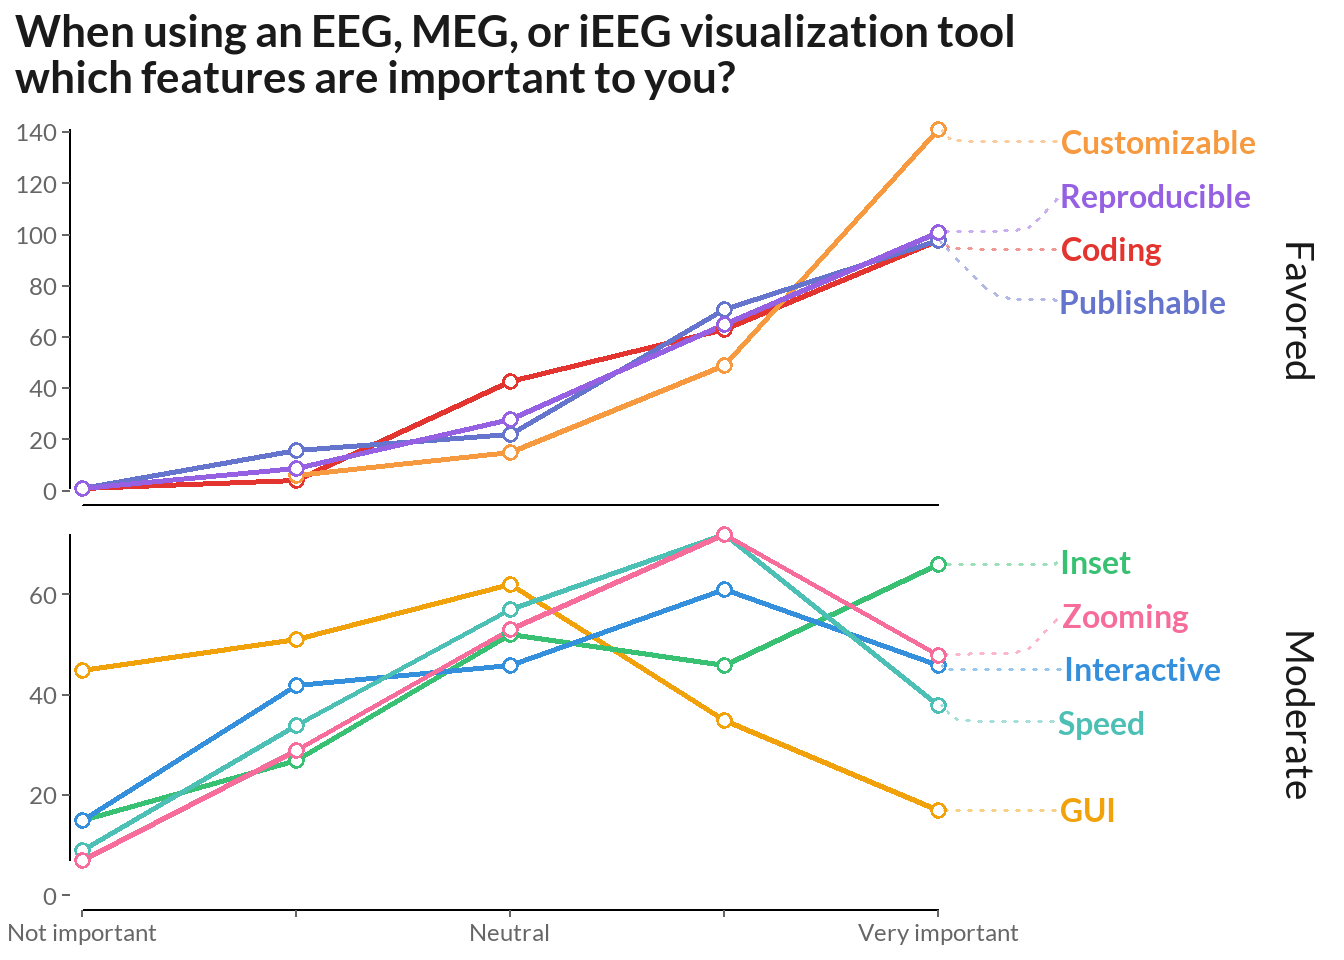 When using an EEG, MEG, or iEEG visualization tool
which features are important to you?
140
120
100
80
60
40
20
0
Customizable
Reproducible
Coding
Publishable
Favored
60
40
20
0
Inset
Zooming
Interactive
Speed
GUI
Moderate
Not important
Neutral
Very important